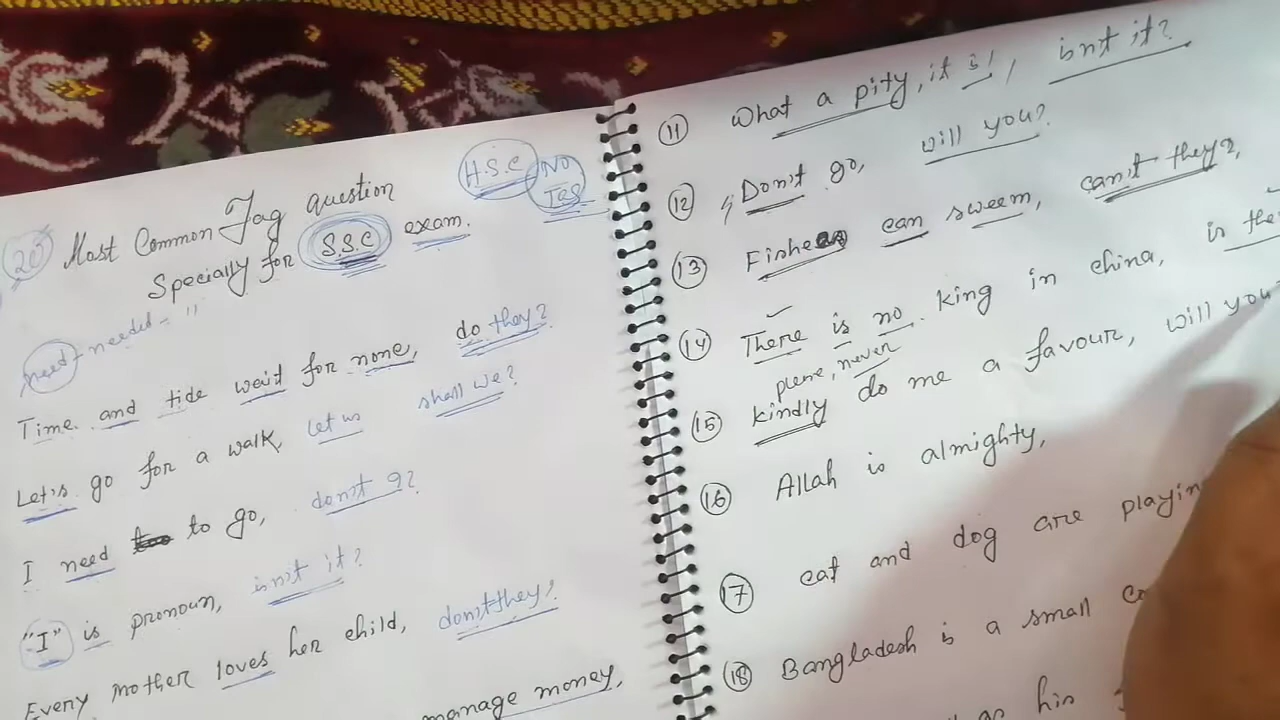 H.S.C No Tag
20 Most Common Tag question
Specially for S.S.C exam.
need - needed - "
Time and tide wait for none, do they?
Let's go for a walk, let us shall we?
I need to go, don't I?
"I" is pronoun, isn't it?
Every mother loves her child, don't they?
manage money,
11 What a pity, it is!, isn't it?
12 Don't go, will you?
13 Fishe can sweem, can't they?,
14 There is no king in china, is the
please, never
15 kindly do me a favour, will you
16 Allah is almighty,
17 cat and dog are playin
18 Bangladesh is a small
as his